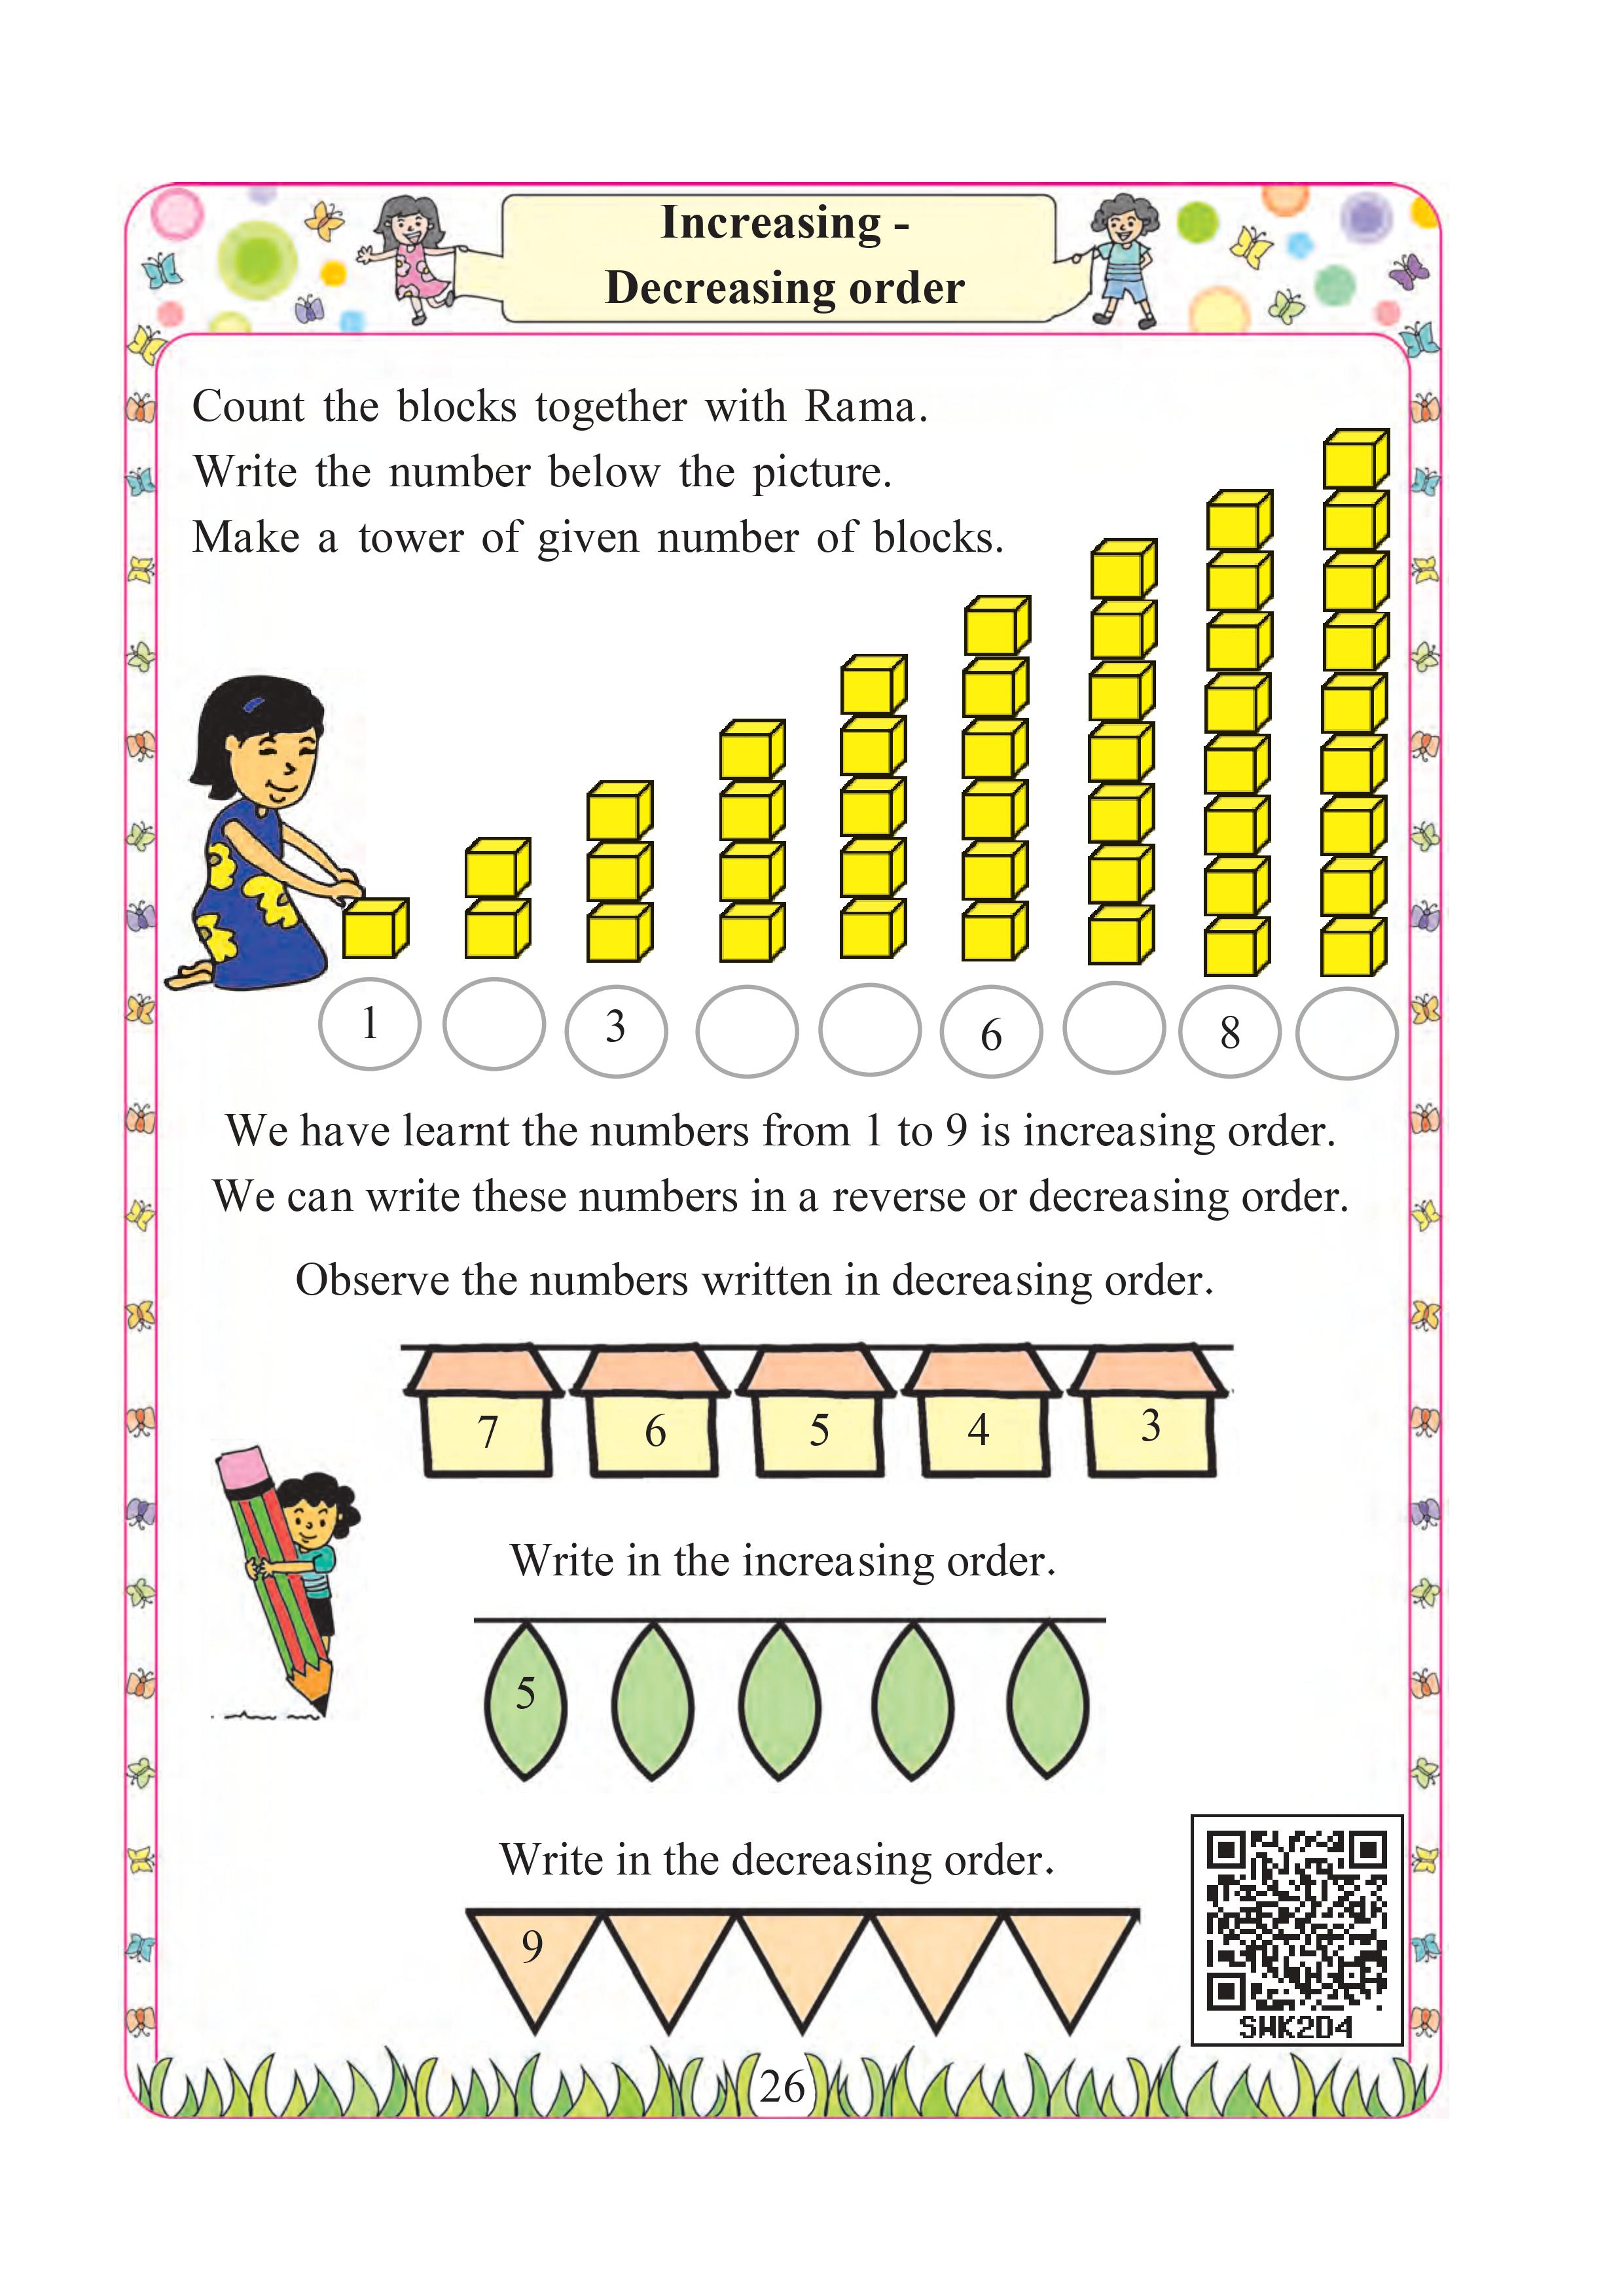 Increasing -
Decreasing order
Count the blocks together with Rama.
Write the number below the picture.
Make a tower of given number of blocks.
1 3 6 8
We have learnt the numbers from 1 to 9 is increasing order.
We can write these numbers in a reverse or decreasing order.
Observe the numbers written in decreasing order.
7 6 5 4 3
Write in the increasing order.
5
Write in the decreasing order.
9
SWK2D4
26